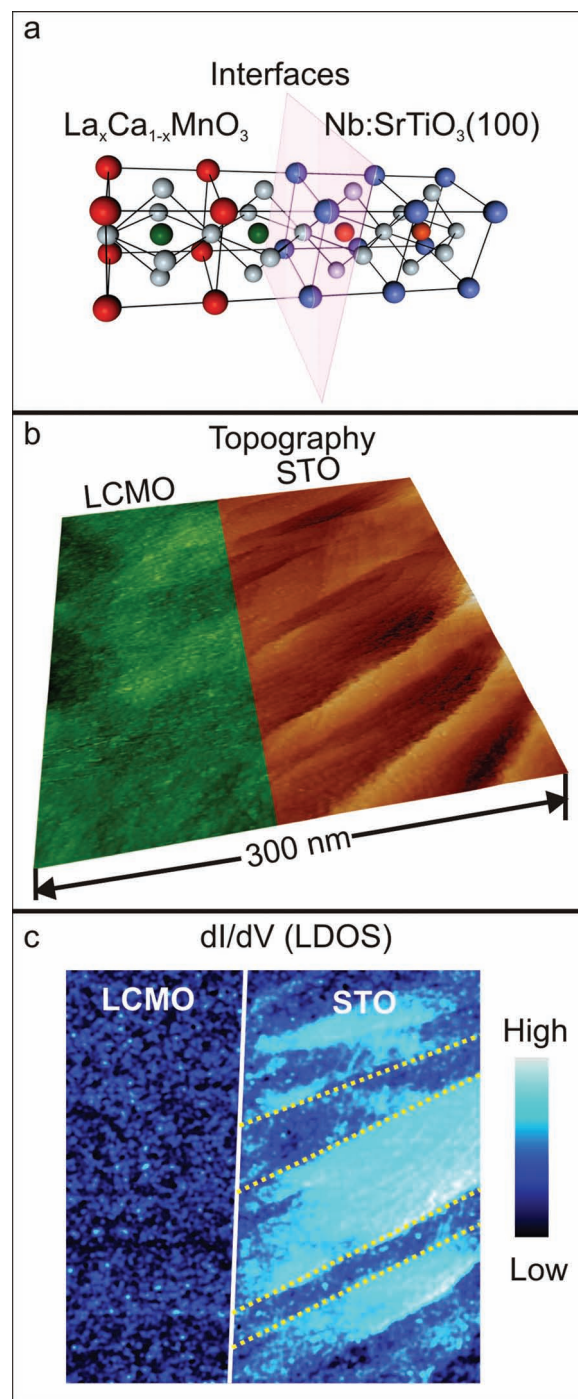 a
Interfaces
LaₓCa₁₋ₓMnO₃ Nb:SrTiO₃(100)
b
Topography
LCMO STO
300 nm
c
dI/dV (LDOS)
LCMO STO
High
Low